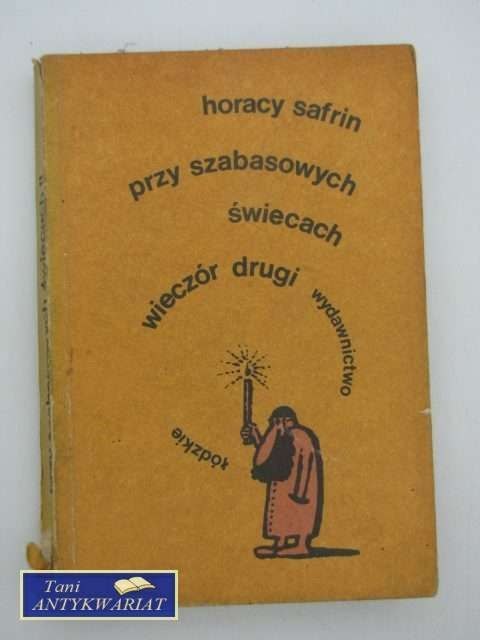 horacy safrin
przy szabasowych
świecach
wieczór drugi
wydawnictwo
łódzkie
Tani
ANTYKWARIAT